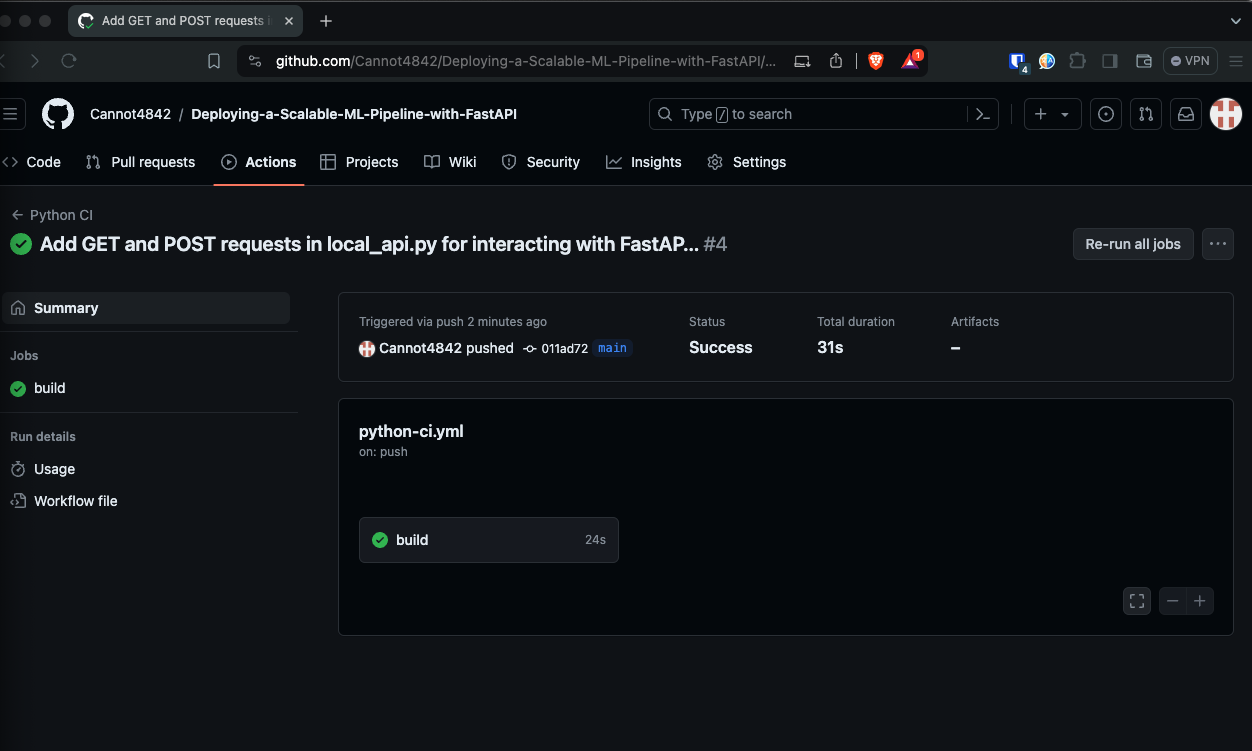 Add GET and POST requests i
github.com/Cannot4842/Deploying-a-Scalable-ML-Pipeline-with-FastAPI/...
1
4
VPN
Cannot4842 / Deploying-a-Scalable-ML-Pipeline-with-FastAPI
Type / to search
Code
Pull requests
Actions
Projects
Wiki
Security
Insights
Settings
← Python CI
Add GET and POST requests in local_api.py for interacting with FastAP... #4
Re-run all jobs
Summary
Jobs
build
Run details
Usage
Workflow file
Triggered via push 2 minutes ago
Cannot4842 pushed 011ad72 main
Status
Success
Total duration
31s
Artifacts
–
python-ci.yml
on: push
build 24s